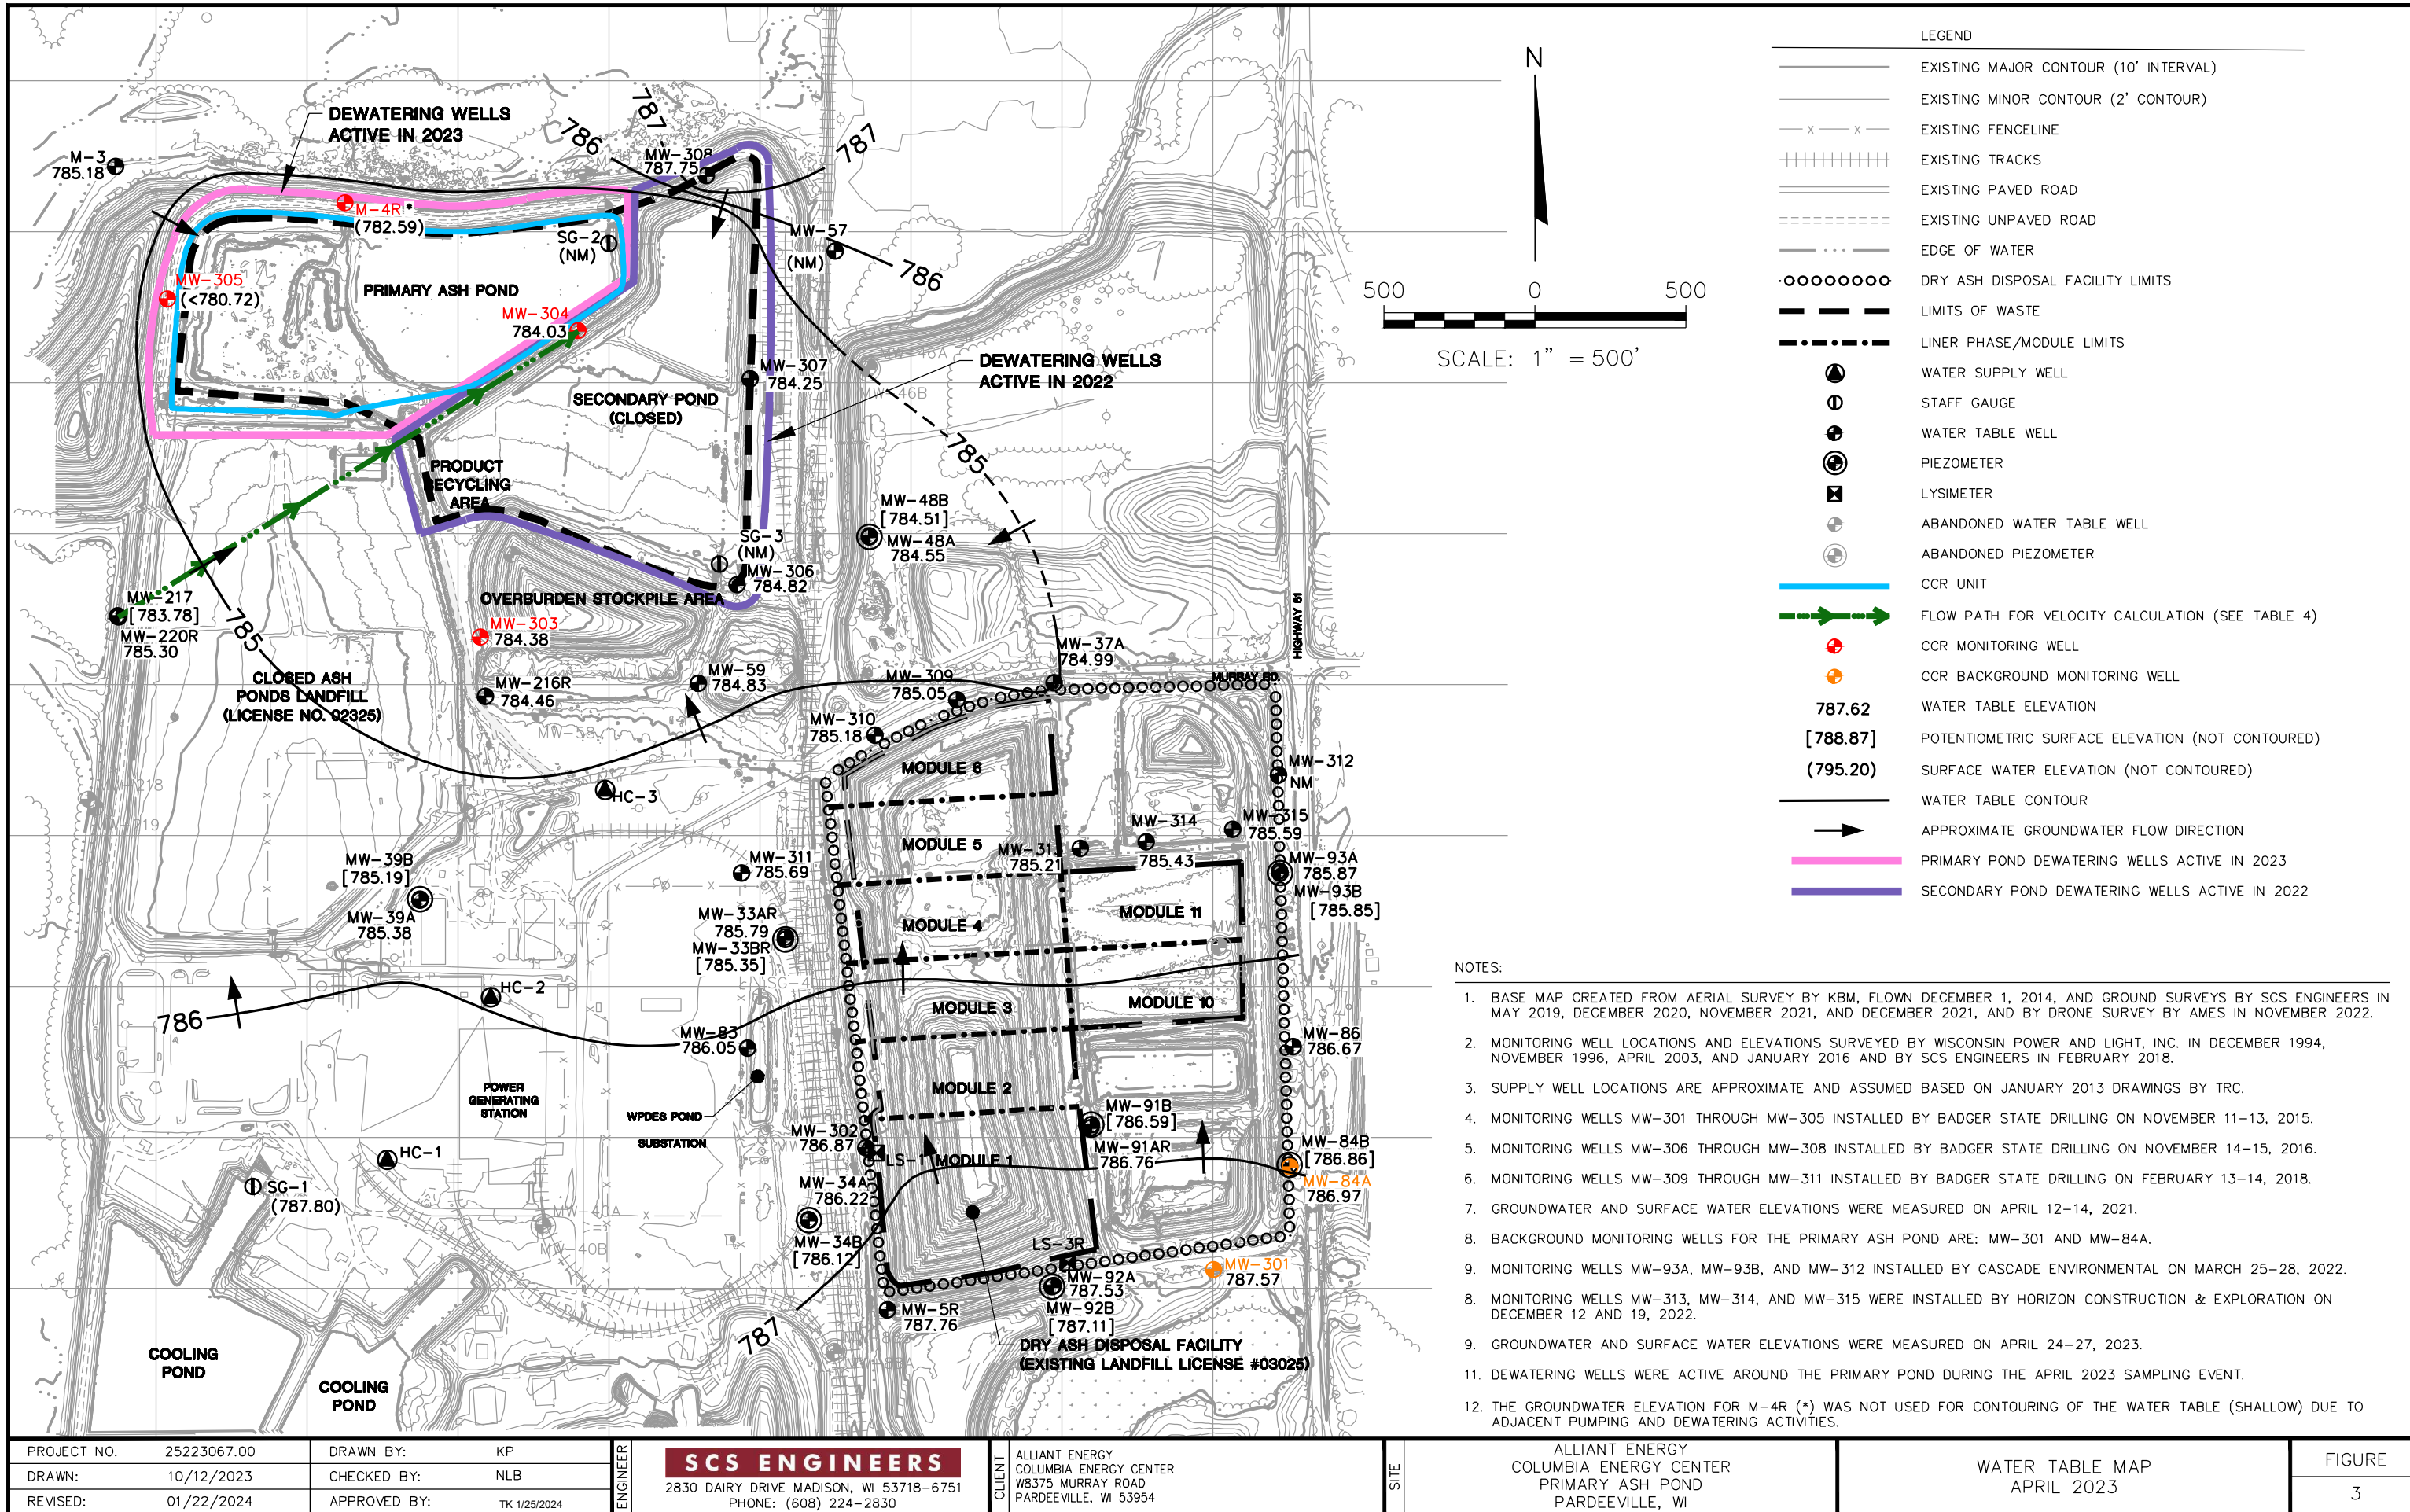 LEGEND
EXISTING MAJOR CONTOUR (10' INTERVAL)
EXISTING MINOR CONTOUR (2' CONTOUR)
EXISTING FENCELINE
EXISTING TRACKS
EXISTING PAVED ROAD
EXISTING UNPAVED ROAD
EDGE OF WATER
DRY ASH DISPOSAL FACILITY LIMITS
LIMITS OF WASTE
LINER PHASE/MODULE LIMITS
WATER SUPPLY WELL
STAFF GAUGE
WATER TABLE WELL
PIEZOMETER
LYSIMETER
ABANDONED WATER TABLE WELL
ABANDONED PIEZOMETER
CCR UNIT
FLOW PATH FOR VELOCITY CALCULATION (SEE TABLE 4)
CCR MONITORING WELL
CCR BACKGROUND MONITORING WELL
787.62 WATER TABLE ELEVATION
[788.87] POTENTIOMETRIC SURFACE ELEVATION (NOT CONTOURED)
(795.20) SURFACE WATER ELEVATION (NOT CONTOURED)
WATER TABLE CONTOUR
APPROXIMATE GROUNDWATER FLOW DIRECTION
PRIMARY POND DEWATERING WELLS ACTIVE IN 2023
SECONDARY POND DEWATERING WELLS ACTIVE IN 2022
N
500 0 500
SCALE: 1" = 500'
DEWATERING WELLS
ACTIVE IN 2023
786
787
787
M-3
785.18
MW-308
787.75
M-4R *
(782.59)
SG-2
(NM)
MW-57
(NM)
786
MW-305
(<780.72)
PRIMARY ASH POND
MW-304
784.03
MW-307
784.25
DEWATERING WELLS
ACTIVE IN 2022
MW-46A
MW-46B
SECONDARY POND
(CLOSED)
785
PRODUCT
RECYCLING
AREA
MW-48B
[784.51]
MW-48A
784.55
SG-3
(NM)
MW-306
784.82
OVERBURDEN STOCKPILE AREA
HIGHWAY 51
MW-217
[783.78]
MW-220R
785.30
785
MW-303
784.38
MW-37A
784.99
CLOSED ASH
PONDS LANDFILL
(LICENSE NO. 02325)
MW-216R
784.46
MW-59
784.83
MW-309
785.05
MURRAY RD.
MW-310
785.18
MW-58
MODULE 6
MW-312
NM
HC-3
MW-218
MW-219
MW-314
785.43
MW-315
785.59
MODULE 5
MW-313
785.21
MW-39B
[785.19]
MW-39A
785.38
MW-311
785.69
MW-93A
785.87
MW-93B
[785.85]
MW-33AR
785.79
MW-33BR
[785.35]
MODULE 11
MODULE 4
HC-2
786
MODULE 3
MODULE 10
MW-83
786.05
MW-86
786.67
POWER
GENERATING
STATION
MODULE 2
WPDES POND
SUBSTATION
MW-91B
[786.59]
MW-91AR
786.76
MW-302
786.87
LS-1
MODULE 1
MW-84B
[786.86]
MW-84A
786.97
HC-1
SG-1
(787.80)
MW-34A
786.22
MW-34B
[786.12]
MW-40A
MW-40B
LS-3R
MW-301
787.57
MW-92A
787.53
MW-92B
[787.11]
MW-5R
787.76
787
DRY ASH DISPOSAL FACILITY
(EXISTING LANDFILL LICENSE #03025)
COOLING
POND
COOLING
POND
NOTES:
1. BASE MAP CREATED FROM AERIAL SURVEY BY KBM, FLOWN DECEMBER 1, 2014, AND GROUND SURVEYS BY SCS ENGINEERS IN
MAY 2019, DECEMBER 2020, NOVEMBER 2021, AND DECEMBER 2021, AND BY DRONE SURVEY BY AMES IN NOVEMBER 2022.
2. MONITORING WELL LOCATIONS AND ELEVATIONS SURVEYED BY WISCONSIN POWER AND LIGHT, INC. IN DECEMBER 1994,
NOVEMBER 1996, APRIL 2003, AND JANUARY 2016 AND BY SCS ENGINEERS IN FEBRUARY 2018.
3. SUPPLY WELL LOCATIONS ARE APPROXIMATE AND ASSUMED BASED ON JANUARY 2013 DRAWINGS BY TRC.
4. MONITORING WELLS MW-301 THROUGH MW-305 INSTALLED BY BADGER STATE DRILLING ON NOVEMBER 11-13, 2015.
5. MONITORING WELLS MW-306 THROUGH MW-308 INSTALLED BY BADGER STATE DRILLING ON NOVEMBER 14-15, 2016.
6. MONITORING WELLS MW-309 THROUGH MW-311 INSTALLED BY BADGER STATE DRILLING ON FEBRUARY 13-14, 2018.
7. GROUNDWATER AND SURFACE WATER ELEVATIONS WERE MEASURED ON APRIL 12-14, 2021.
8. BACKGROUND MONITORING WELLS FOR THE PRIMARY ASH POND ARE: MW-301 AND MW-84A.
9. MONITORING WELLS MW-93A, MW-93B, AND MW-312 INSTALLED BY CASCADE ENVIRONMENTAL ON MARCH 25-28, 2022.
8. MONITORING WELLS MW-313, MW-314, AND MW-315 WERE INSTALLED BY HORIZON CONSTRUCTION & EXPLORATION ON
DECEMBER 12 AND 19, 2022.
9. GROUNDWATER AND SURFACE WATER ELEVATIONS WERE MEASURED ON APRIL 24-27, 2023.
11. DEWATERING WELLS WERE ACTIVE AROUND THE PRIMARY POND DURING THE APRIL 2023 SAMPLING EVENT.
12. THE GROUNDWATER ELEVATION FOR M-4R (*) WAS NOT USED FOR CONTOURING OF THE WATER TABLE (SHALLOW) DUE TO
ADJACENT PUMPING AND DEWATERING ACTIVITIES.
PROJECT NO. 25223067.00
DRAWN: 10/12/2023
REVISED: 01/22/2024
DRAWN BY: KP
CHECKED BY: NLB
APPROVED BY: TK 1/25/2024
ENGINEER
SCS ENGINEERS
2830 DAIRY DRIVE MADISON, WI 53718-6751
PHONE: (608) 224-2830
CLIENT
ALLIANT ENERGY
COLUMBIA ENERGY CENTER
W8375 MURRAY ROAD
PARDEEVILLE, WI 53954
SITE
ALLIANT ENERGY
COLUMBIA ENERGY CENTER
PRIMARY ASH POND
PARDEEVILLE, WI
WATER TABLE MAP
APRIL 2023
FIGURE
3